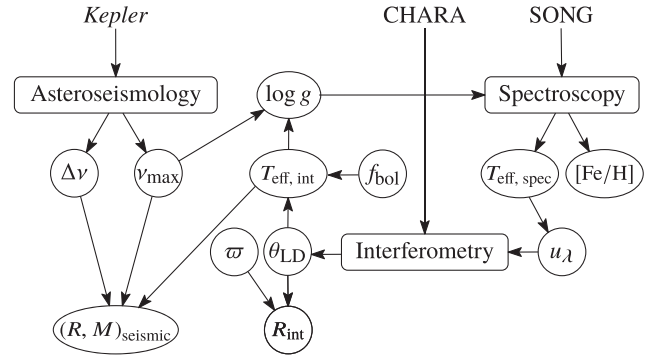 Kepler CHARA SONG
Asteroseismology log g Spectroscopy
Δν ν_max T_eff, int f_bol T_eff, spec [Fe/H]
ϖ θ_LD Interferometry u_λ
(R, M)_seismic R_int